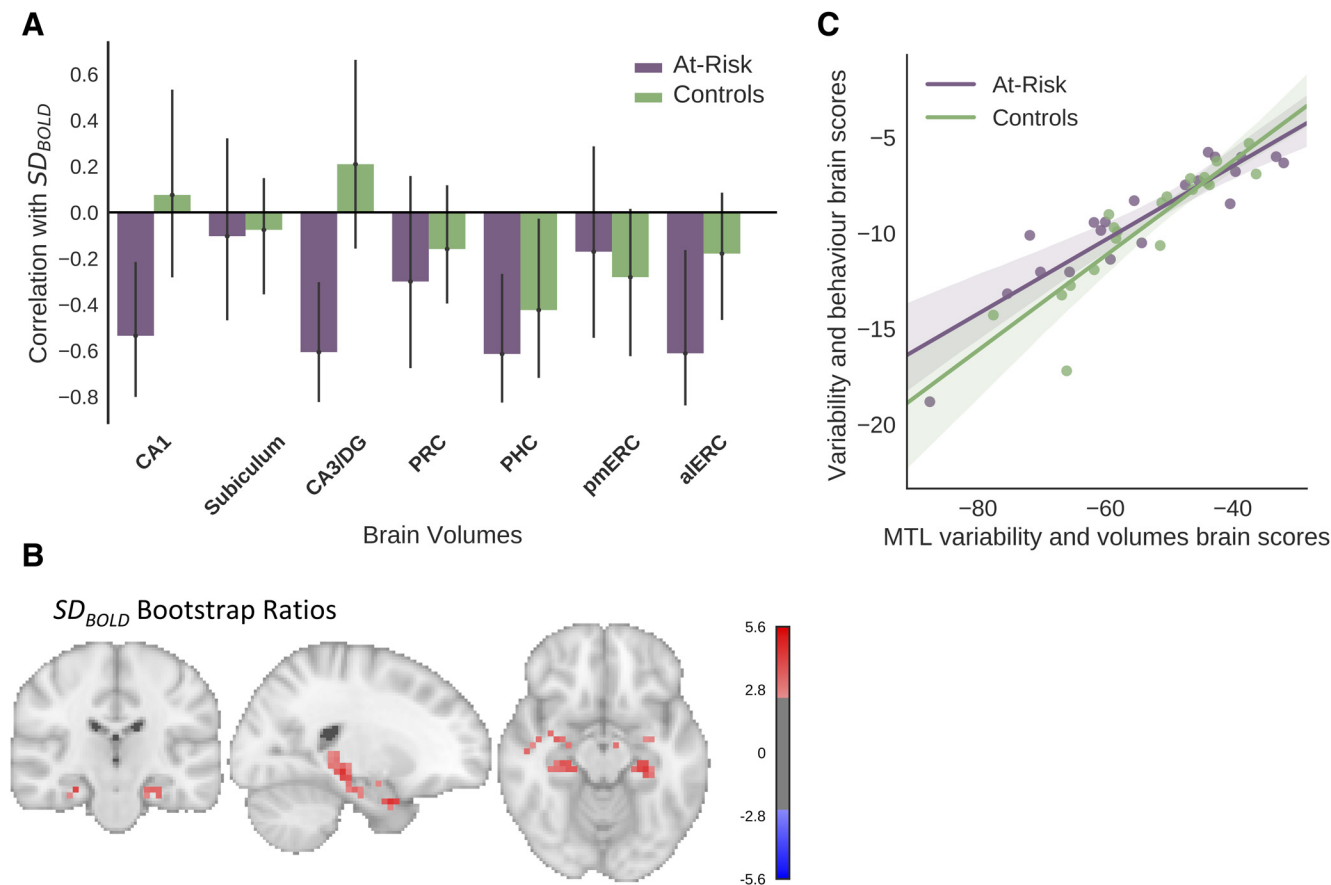 A
Correlation with SD_BOLD
0.6
0.4
0.2
0.0
−0.2
−0.4
−0.6
−0.8
At-Risk
Controls
CA1
Subiculum
CA3/DG
PRC
PHC
pmERC
alERC
Brain Volumes
C
Variability and behaviour brain scores
−5
−10
−15
−20
At-Risk
Controls
−80
−60
−40
MTL variability and volumes brain scores
B
SD_BOLD Bootstrap Ratios
5.6
2.8
0
-2.8
-5.6